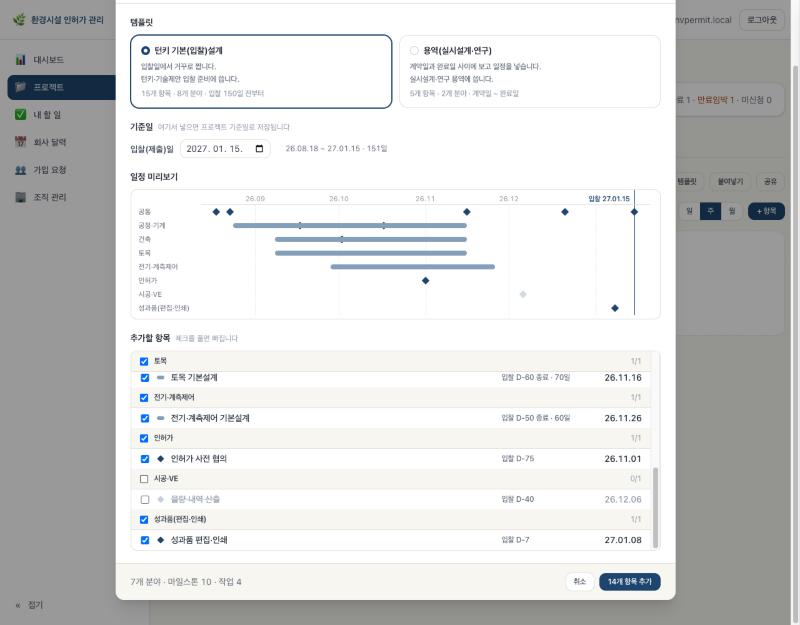 환경시설 인허가 관리
nvpermit.local
로그아웃
대시보드
프로젝트
내 할 일
회사 달력
가입 요청
조직 관리
« 접기
료 1 · 만료임박 1 · 미신청 0
템플릿
붙여넣기
공유
일
주
월
+ 항목
템플릿
턴키 기본(입찰)설계
입찰일에서 거꾸로 짭니다.
턴키·기술제안 입찰 준비에 씁니다.
15개 항목 · 8개 분야 · 입찰 150일 전부터
용역(실시설계·연구)
계약일과 완료일 사이에 보고 일정을 넣습니다.
실시설계·연구 용역에 씁니다.
5개 항목 · 2개 분야 · 계약일 ~ 완료일
기준일 여기서 넣으면 프로젝트 기준일로 저장됩니다
입찰(제출)일
2027. 01. 15.
26.08.18 ~ 27.01.15 · 151일
일정 미리보기
26.09
26.10
26.11
26.12
입찰 27.01.15
공통
공정·기계
건축
토목
전기·계측제어
인허가
시공·VE
성과품(편집·인쇄)
추가할 항목 체크를 풀면 빠집니다
토목 1/1
토목 기본설계 입찰 D-60 종료 · 70일 26.11.16
전기·계측제어 1/1
전기·계측제어 기본설계 입찰 D-50 종료 · 60일 26.11.26
인허가 1/1
인허가 사전 협의 입찰 D-75 26.11.01
시공·VE 0/1
물량·내역 산출 입찰 D-40 26.12.06
성과품(편집·인쇄) 1/1
성과품 편집·인쇄 입찰 D-7 27.01.08
7개 분야 · 마일스톤 10 · 작업 4
취소
14개 항목 추가